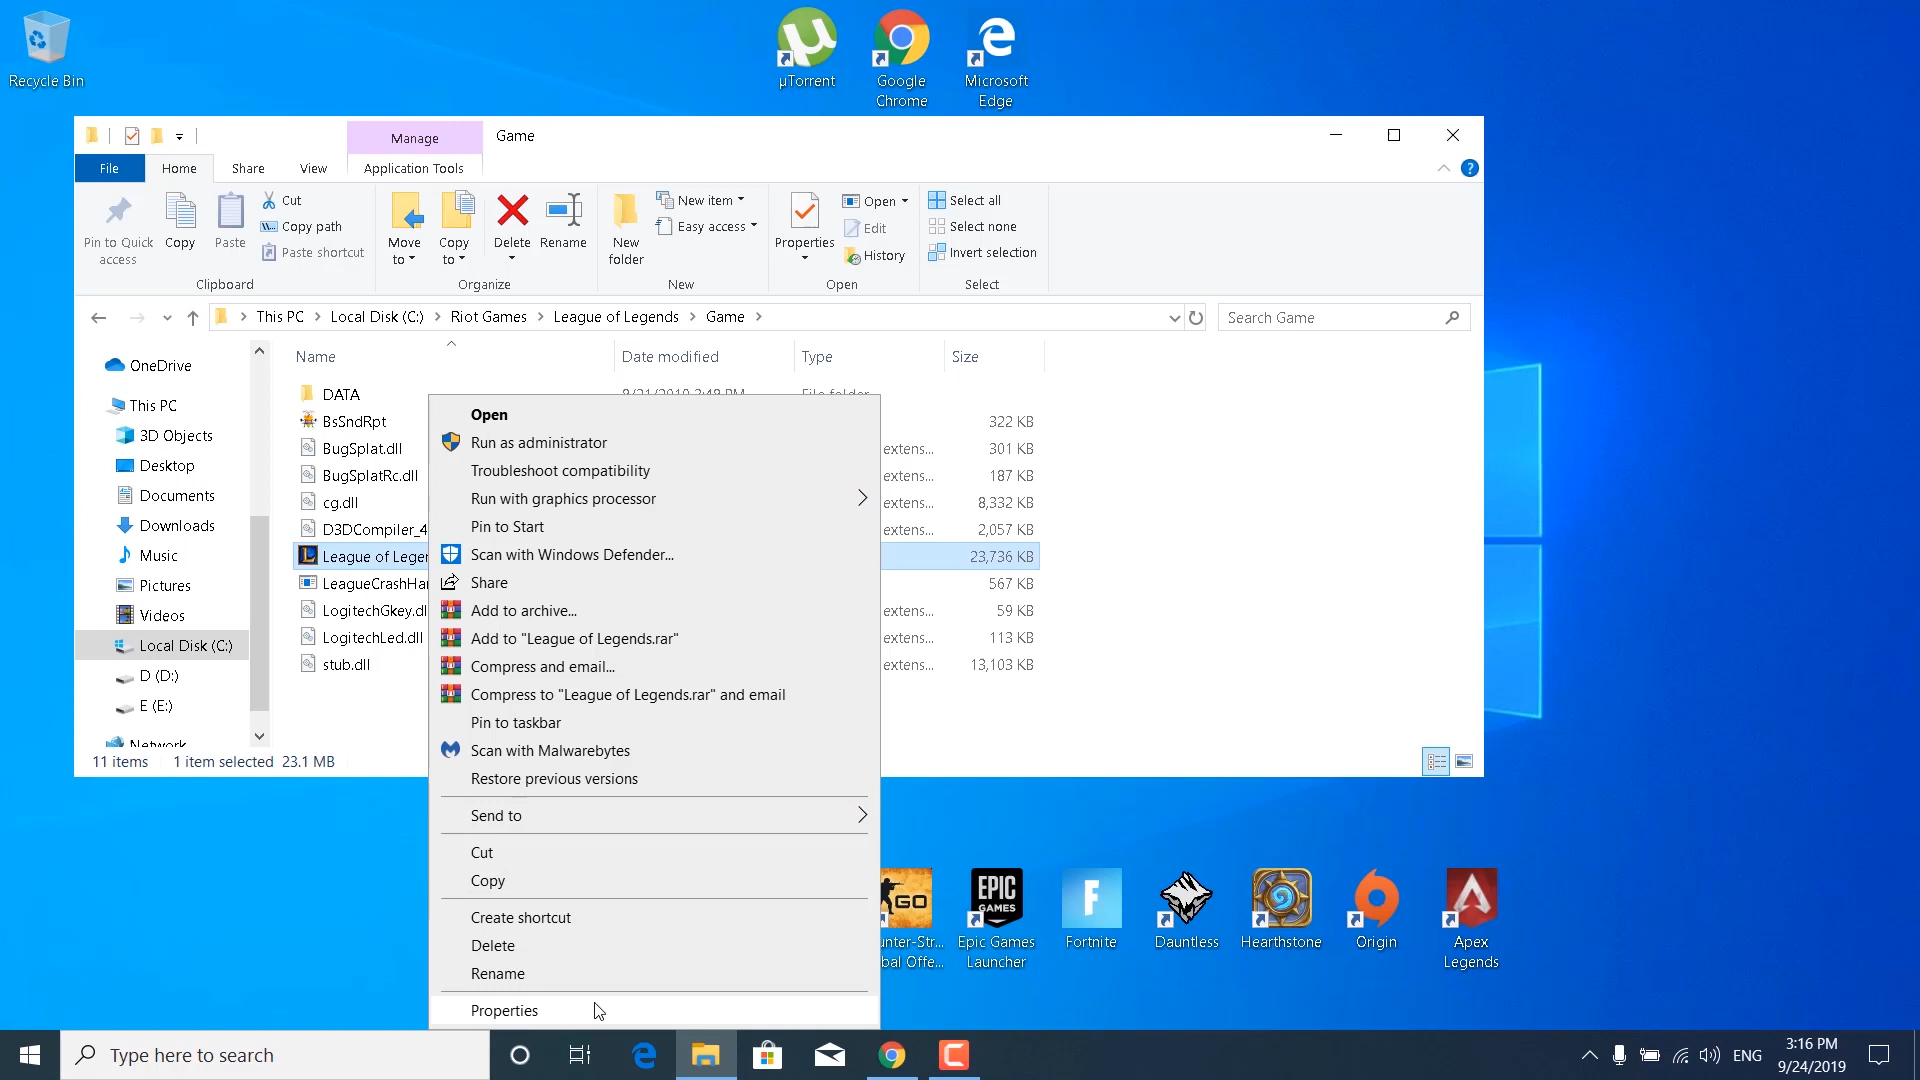 Recycle Bin
µTorrent
Google
Chrome
Microsoft
Edge
Manage
Game
File
Home
Share
View
Application Tools
Pin to Quick
access
Copy
Paste
Cut
Copy path
Paste shortcut
Clipboard
Move
to
Copy
to
Delete
Rename
Organize
New
folder
New item
Easy access
New
Properties
Open
Edit
History
Open
Select all
Select none
Invert selection
Select
This PC
Local Disk (C:)
Riot Games
League of Legends
Game
Search Game
Name
Date modified
Type
Size
OneDrive
This PC
3D Objects
Desktop
Documents
Downloads
Music
Pictures
Videos
Local Disk (C:)
D (D:)
E (E:)
Network
DATA
9/21/2019 2:48 PM
File folder
BsSndRpt
322 KB
BugSplat.dll
extens...
301 KB
BugSplatRc.dll
extens...
187 KB
cg.dll
extens...
8,332 KB
D3DCompiler_4
extens...
2,057 KB
League of Leger
23,736 KB
LeagueCrashHar
567 KB
LogitechGkey.dl
extens...
59 KB
LogitechLed.dll
extens...
113 KB
stub.dll
extens...
13,103 KB
11 items
1 item selected 23.1 MB
Open
Run as administrator
Troubleshoot compatibility
Run with graphics processor
Pin to Start
Scan with Windows Defender...
Share
Add to archive...
Add to "League of Legends.rar"
Compress and email...
Compress to "League of Legends.rar" and email
Pin to taskbar
Scan with Malwarebytes
Restore previous versions
Send to
Cut
Copy
Create shortcut
Delete
Rename
Properties
GO
unter-Str...
bal Offe...
EPIC
GAMES
Epic Games
Launcher
Fortnite
Dauntless
Hearthstone
Origin
Apex
Legends
Type here to search
ENG
3:16 PM
9/24/2019